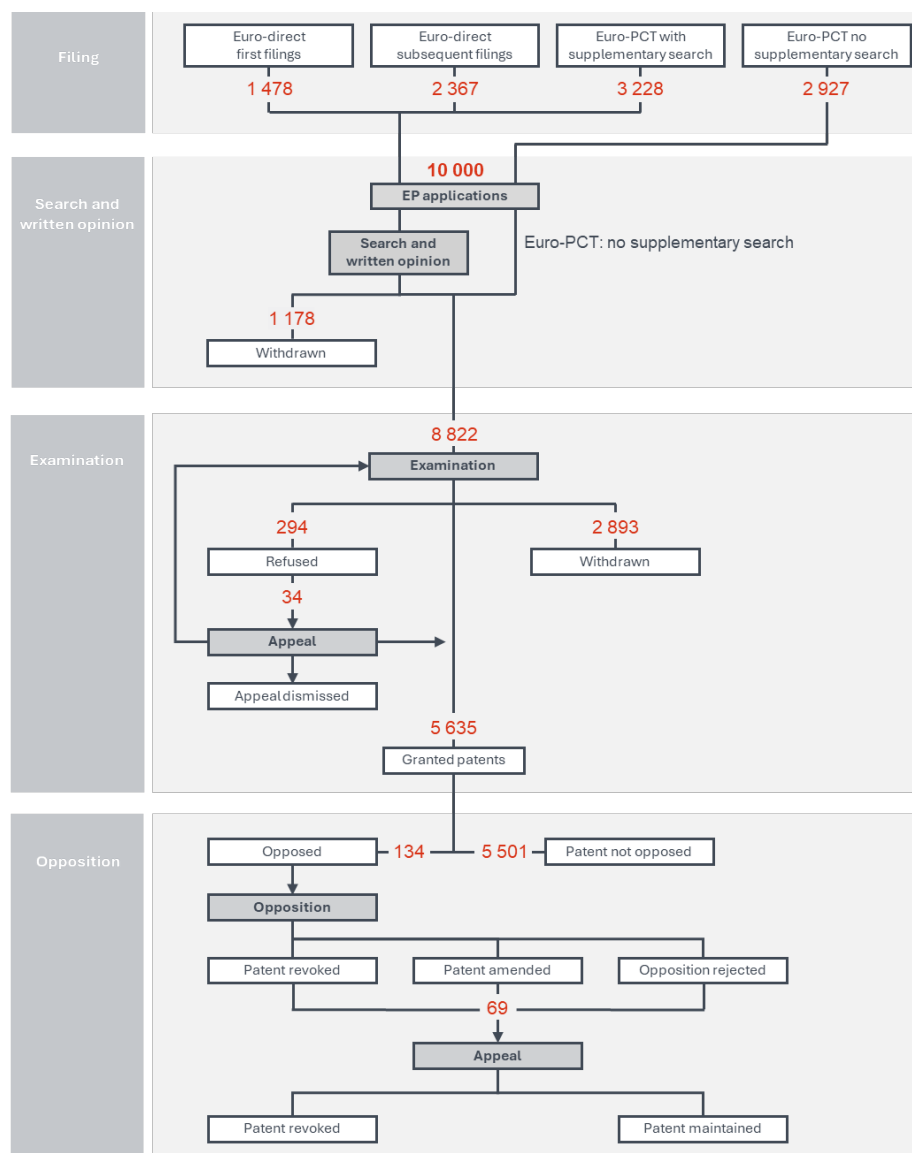 Filing
Euro-direct
first filings
Euro-direct
subsequent filings
Euro-PCT with
supplementary search
Euro-PCT no
supplementary search
1 478
2 367
3 228
2 927
Search and
written opinion
10 000
EP applications
Search and
written opinion
Euro-PCT: no supplementary search
1 178
Withdrawn
Examination
8 822
Examination
294
2 893
Refused
Withdrawn
34
Appeal
Appeal dismissed
5 635
Granted patents
Opposition
Opposed
134
5 501
Patent not opposed
Opposition
Patent revoked
Patent amended
Opposition rejected
69
Appeal
Patent revoked
Patent maintained